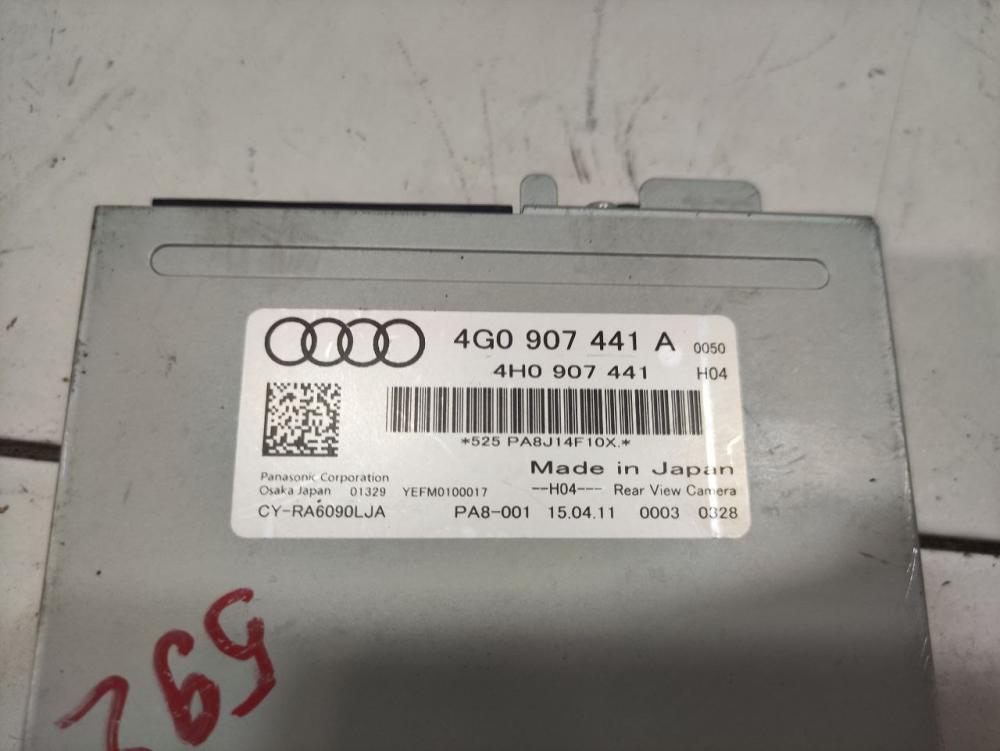 4G0 907 441 A 0050
4H0 907 441 H04
*525 PA8J14F10X.*
Made in Japan
Panasonic Corporation
Osaka Japan 01329 YEFM0100017 --H04--- Rear View Camera
CY-RA6090LJA PA8-001 15.04.11 0003 0328